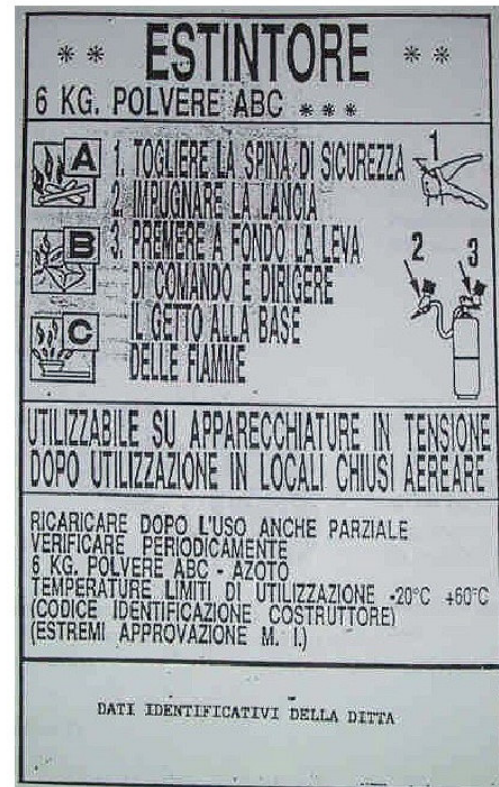 ** ESTINTORE **
6 KG. POLVERE ABC ***
A 1. TOGLIERE LA SPINA DI SICUREZZA 1
2. IMPUGNARE LA LANCIA
B 3. PREMERE A FONDO LA LEVA 2 3
DI COMANDO E DIRIGERE
C IL GETTO ALLA BASE
DELLE FIAMME
UTILIZZABILE SU APPARECCHIATURE IN TENSIONE
DOPO UTILIZZAZIONE IN LOCALI CHIUSI AEREARE
RICARICARE DOPO L'USO ANCHE PARZIALE
VERIFICARE PERIODICAMENTE
6 KG. POLVERE ABC - AZOTO
TEMPERATURE LIMITI DI UTILIZZAZIONE -20°C +60°C
(CODICE IDENTIFICAZIONE COSTRUTTORE)
(ESTREMI APPROVAZIONE M. I.)
DATI IDENTIFICATIVI DELLA DITTA